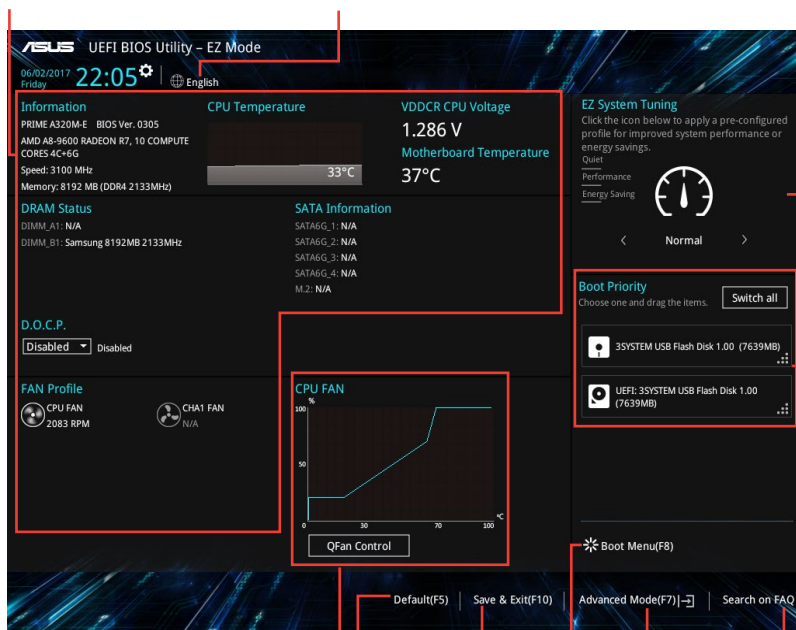 ASUS UEFI BIOS Utility – EZ Mode
06/02/2017
Friday
22:05
English
Information
PRIME A320M-E BIOS Ver. 0305
AMD A8-9600 RADEON R7, 10 COMPUTE
CORES 4C+6G
Speed: 3100 MHz
Memory: 8192 MB (DDR4 2133MHz)
CPU Temperature
33°C
VDDCR CPU Voltage
1.286 V
Motherboard Temperature
37°C
DRAM Status
DIMM_A1: N/A
DIMM_B1: Samsung 8192MB 2133MHz
SATA Information
SATA6G_1: N/A
SATA6G_2: N/A
SATA6G_3: N/A
SATA6G_4: N/A
M.2: N/A
D.O.C.P.
Disabled Disabled
FAN Profile
CPU FAN
2083 RPM
CHA1 FAN
N/A
CPU FAN
%
100
50
0 30 70 100
°C
QFan Control
EZ System Tuning
Click the icon below to apply a pre-configured
profile for improved system performance or
energy savings.
Quiet
Performance
Energy Saving
< Normal >
Boot Priority
Choose one and drag the items.
Switch all
3SYSTEM USB Flash Disk 1.00 (7639MB)
UEFI: 3SYSTEM USB Flash Disk 1.00
(7639MB)
Boot Menu(F8)
Default(F5) | Save & Exit(F10) | Advanced Mode(F7) | Search on FAQ